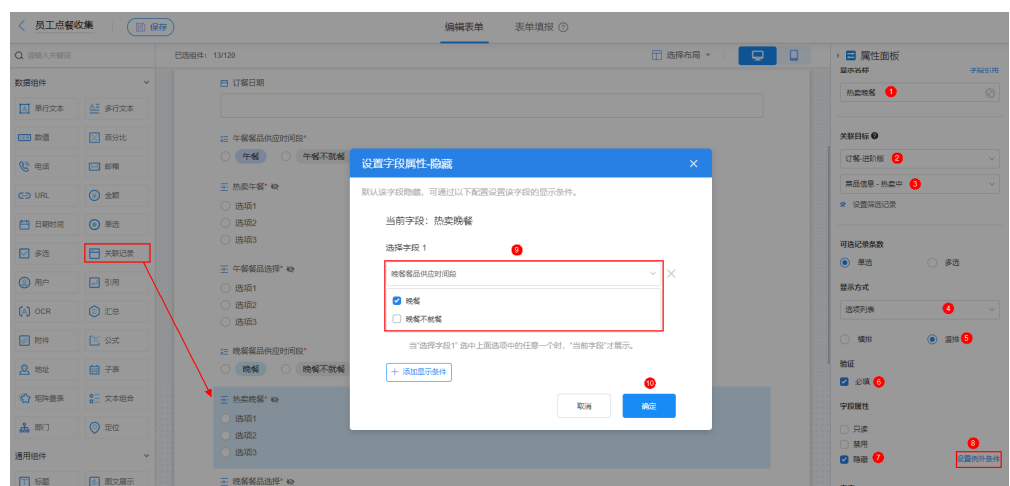 员工点餐收集
保存
编辑表单
表单填报
请输入关键词
已选组件： 13/120
选择布局
属性面板
数据组件
单行文本
多行文本
数值
百分比
电话
邮箱
URL
金额
日期时间
单选
多选
关联记录
用户
引用
OCR
汇总
附件
公式
地址
子表
矩阵量表
文本组合
部门
定位
通用组件
标题
图文展示
订餐日期
午餐餐品供应时间段*
午餐
午餐不就餐
热卖午餐*
选项1
选项2
选项3
午餐餐品选择*
选项1
选项2
选项3
晚餐餐品供应时间段*
晚餐
晚餐不就餐
热卖晚餐*
选项1
选项2
选项3
晚餐餐品选择*
设置字段属性-隐藏
默认该字段隐藏，可通过以下配置设置该字段的显示条件。
当前字段：热卖晚餐
选择字段 1
9
晚餐餐品供应时间段
晚餐
晚餐不就餐
当"选择字段1" 选中上面选项中的任意一个时，"当前字段"才展示。
添加显示条件
10
取消
确定
显示名称
字段引用
热卖晚餐
1
关联目标
订餐-进阶版
2
菜品信息 - 热卖中
3
设置筛选记录
可选记录条数
单选
多选
显示方式
选项列表
4
横排
竖排
5
验证
必填
6
字段属性
只读
禁用
8
隐藏
7
设置例外条件